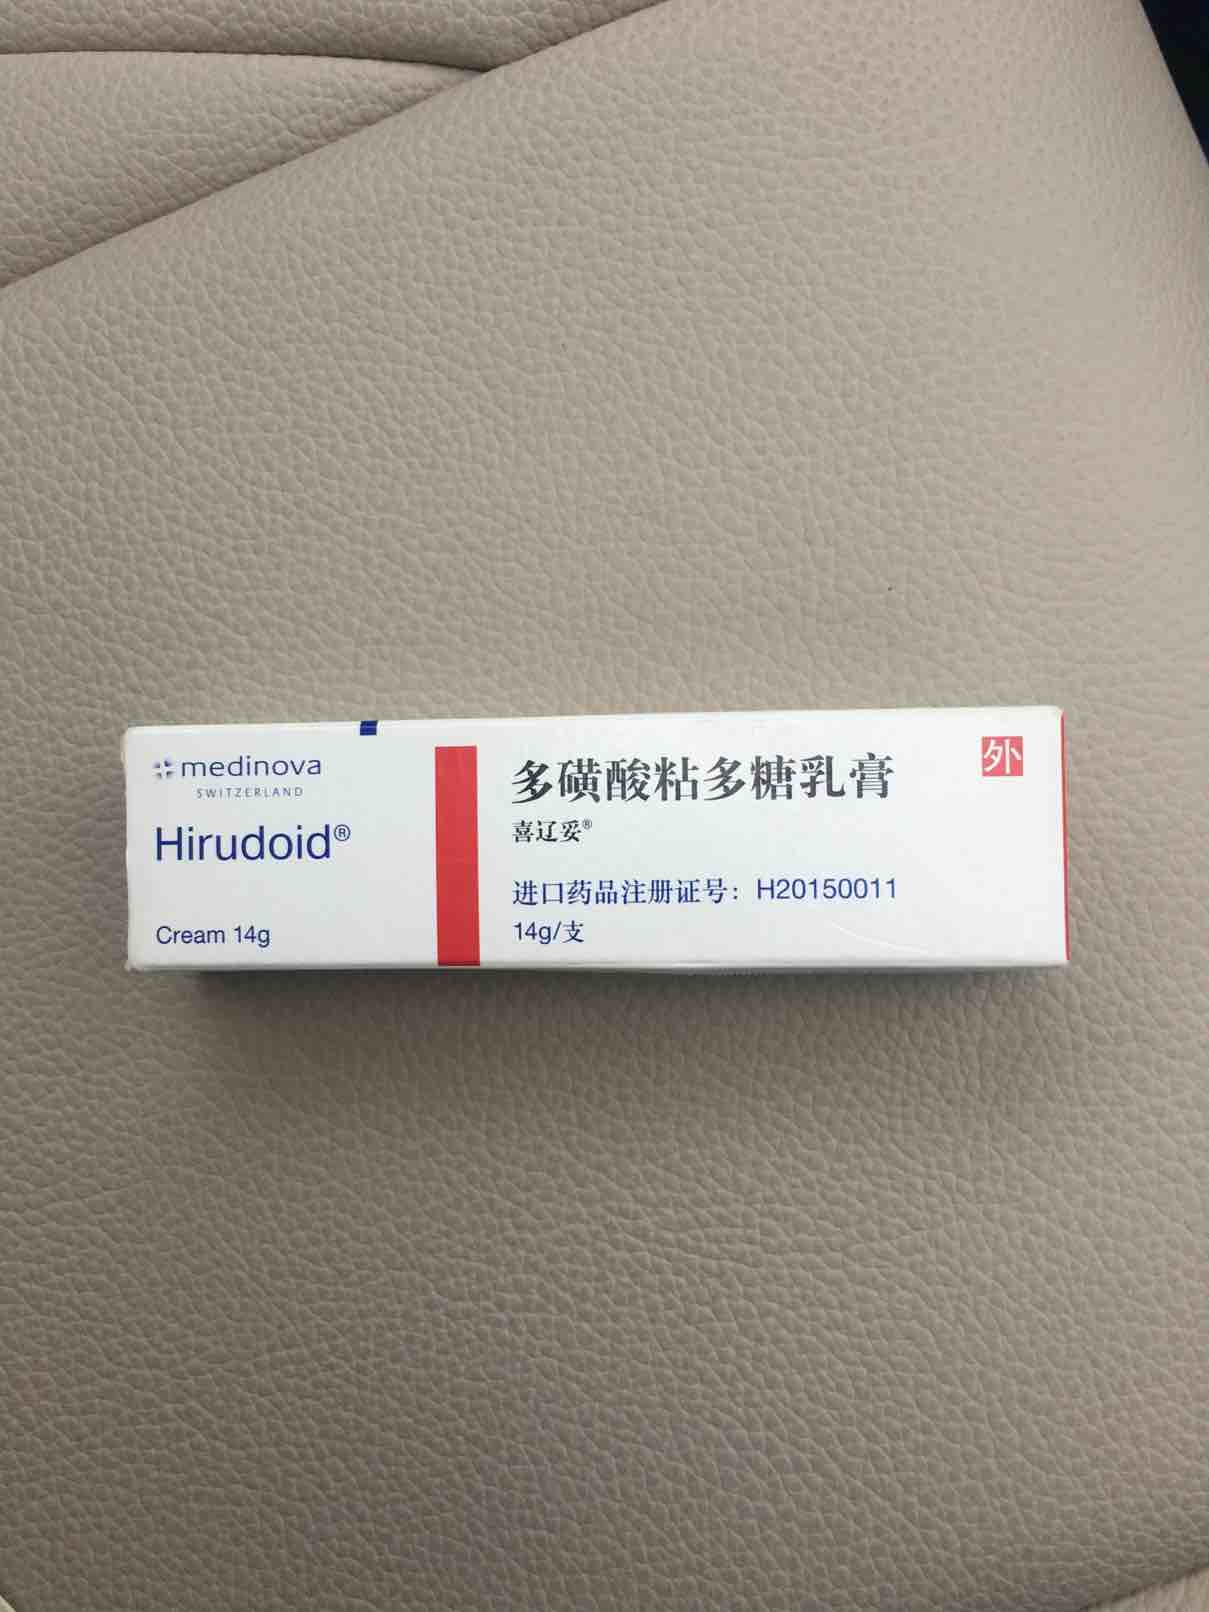 medinova
SWITZERLAND
Hirudoid®
Cream 14g
多磺酸粘多糖乳膏
喜辽妥®
进口药品注册证号：H20150011
14g/支
外